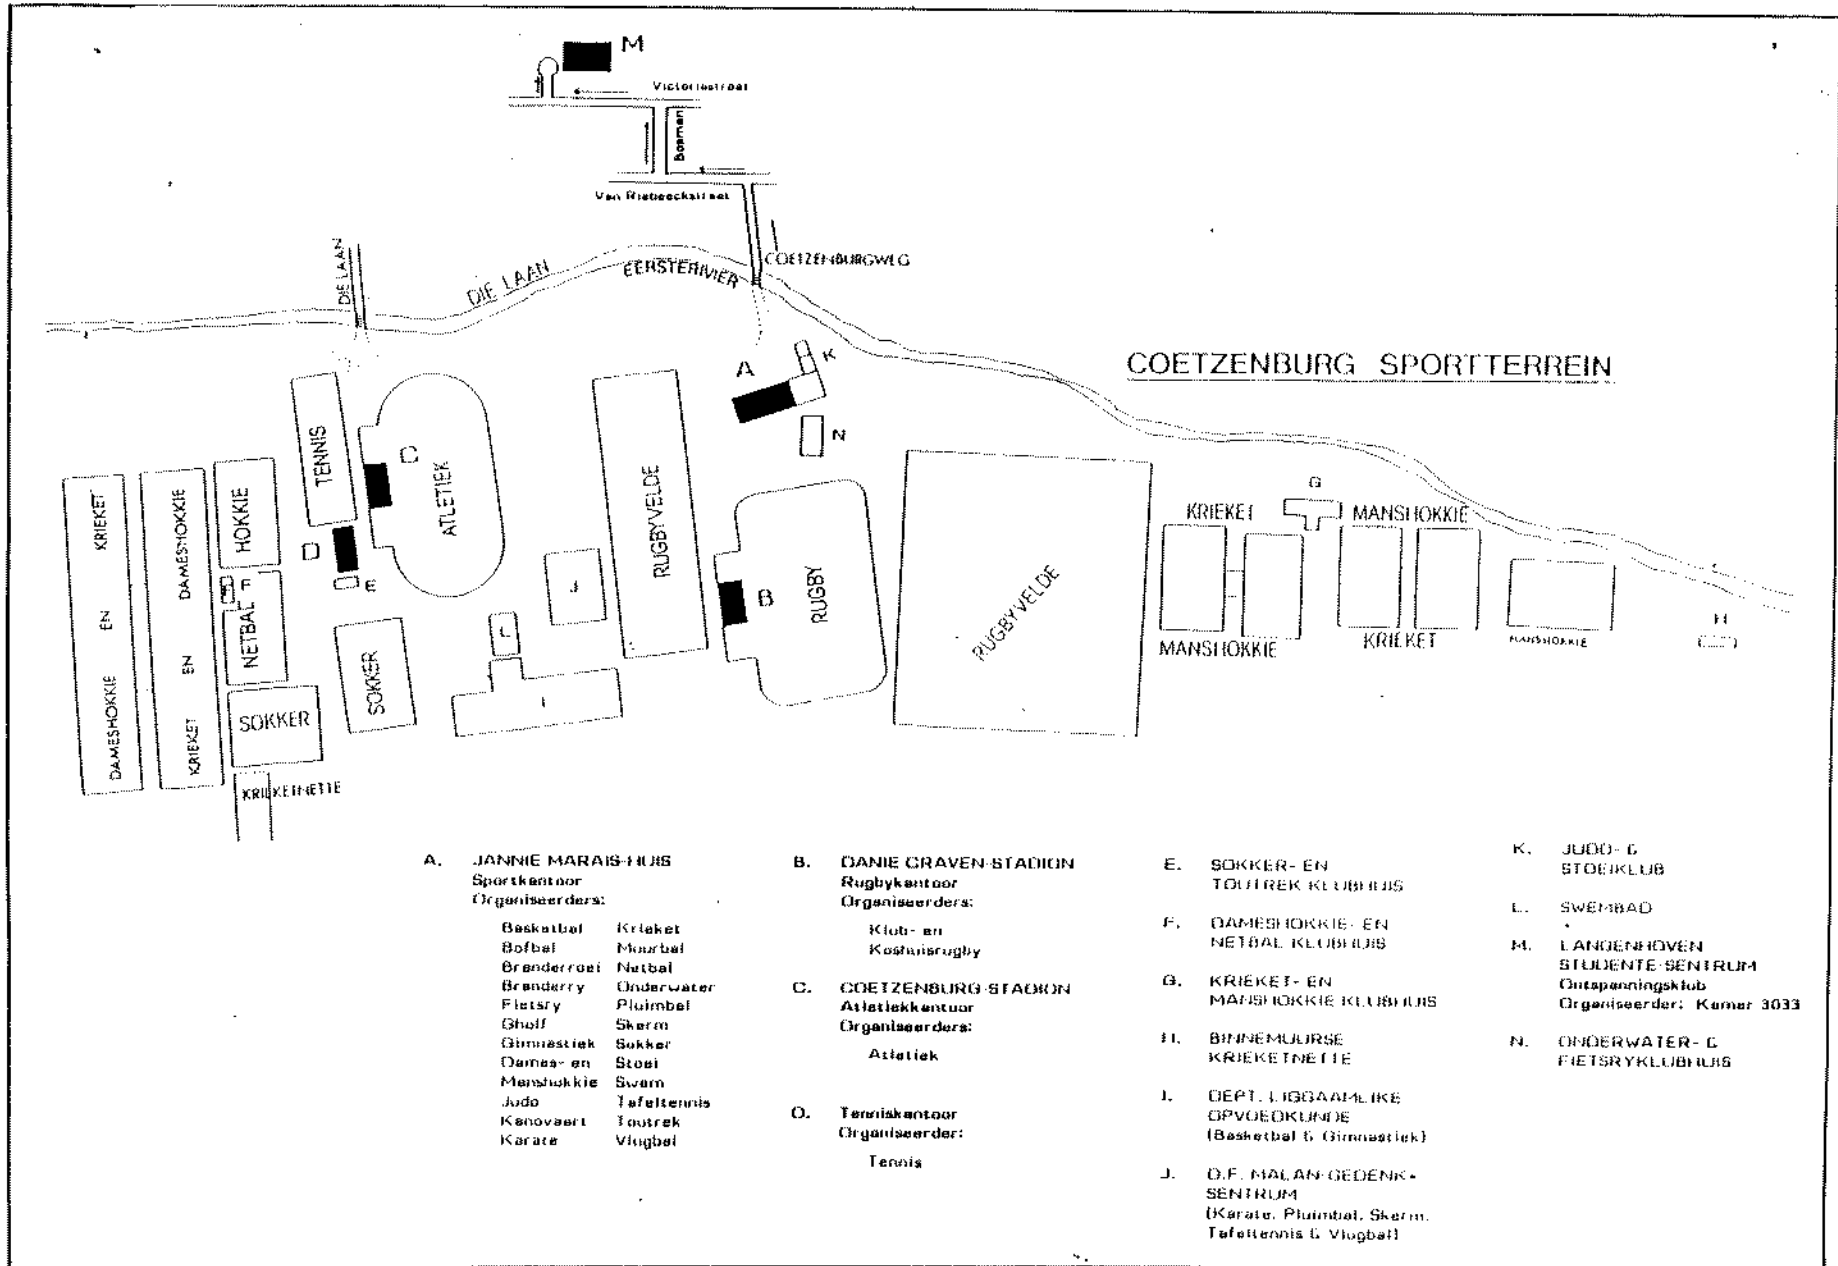 M
Victoriastraat
Bosman
Van Riebeeckstraat
COETZENBURGWEG
DIE LAAN
DIE LAAN
EERSTERIVIER
COETZENBURG SPORTTERREIN
A
K
N
G
C
D
E
F
J
L
I
B
H
TENNIS
ATLETIEK
RUGBYVELDE
RUGBY
RUGBYVELDE
KRIEKET
MANSHOKKIE
MANSHOKKIE
KRIEKET
MANSHOKKIE
DAMESHOKKIE EN KRIEKET
KRIEKET EN DAMESHOKKIE
HOKKIE
NETBAL
SOKKER
SOKKER
KRIEKETNETTE
A. JANNIE MARAIS-HUIS
Sportkantoor
Organiseerders:
Basketbal Krieket
Bofbal Muurbal
Branderroei Netbal
Branderry Onderwater
Fietsry Pluimbal
Gholf Skerm
Gimnastiek Sokker
Dames- en Stoei
Manshokkie Swem
Judo Tafeltennis
Kanovaart Toutrek
Karate Vlugbal
B. DANIE CRAVEN-STADION
Rugbykantoor
Organiseerders:
Klub- en
Koshuisrugby
C. COETZENBURG-STADION
Atletiekkantoor
Organiseerders:
Atletiek
D. Tenniskantoor
Organiseerder:
Tennis
E. SOKKER- EN
TOUTREK KLUBHUIS
F. DAMESHOKKIE- EN
NETBAL KLUBHUIS
G. KRIEKET- EN
MANSHOKKIE KLUBHUIS
H. BINNEMUURSE
KRIEKETNETTE
I. DEPT. LIGGAAMLIKE
OPVOEDKUNDE
(Basketbal & Gimnastiek)
J. D.F. MALAN-GEDENK-
SENTRUM
(Karate, Pluimbal, Skerm,
Tafeltennis & Vlugbal)
K. JUDO- &
STOEIKLUB
L. SWEMBAD
M. LANGENHOVEN
STUDENTE-SENTRUM
Ontspanningsklub
Organiseerder: Kamer 3033
N. ONDERWATER- &
FIETSRYKLUBHUIS